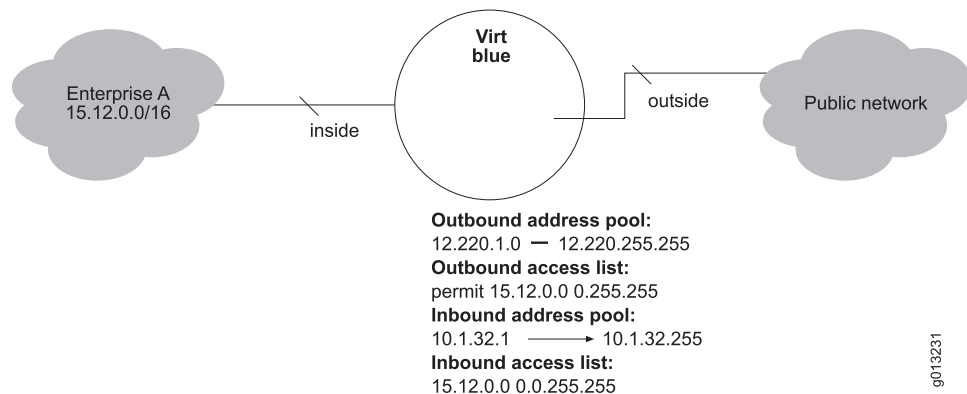 Virt
blue
Enterprise A
15.12.0.0/16
inside
outside
Public network
Outbound address pool:
12.220.1.0 — 12.220.255.255
Outbound access list:
permit 15.12.0.0 0.255.255
Inbound address pool:
10.1.32.1 → 10.1.32.255
Inbound access list:
15.12.0.0 0.0.255.255
g013231